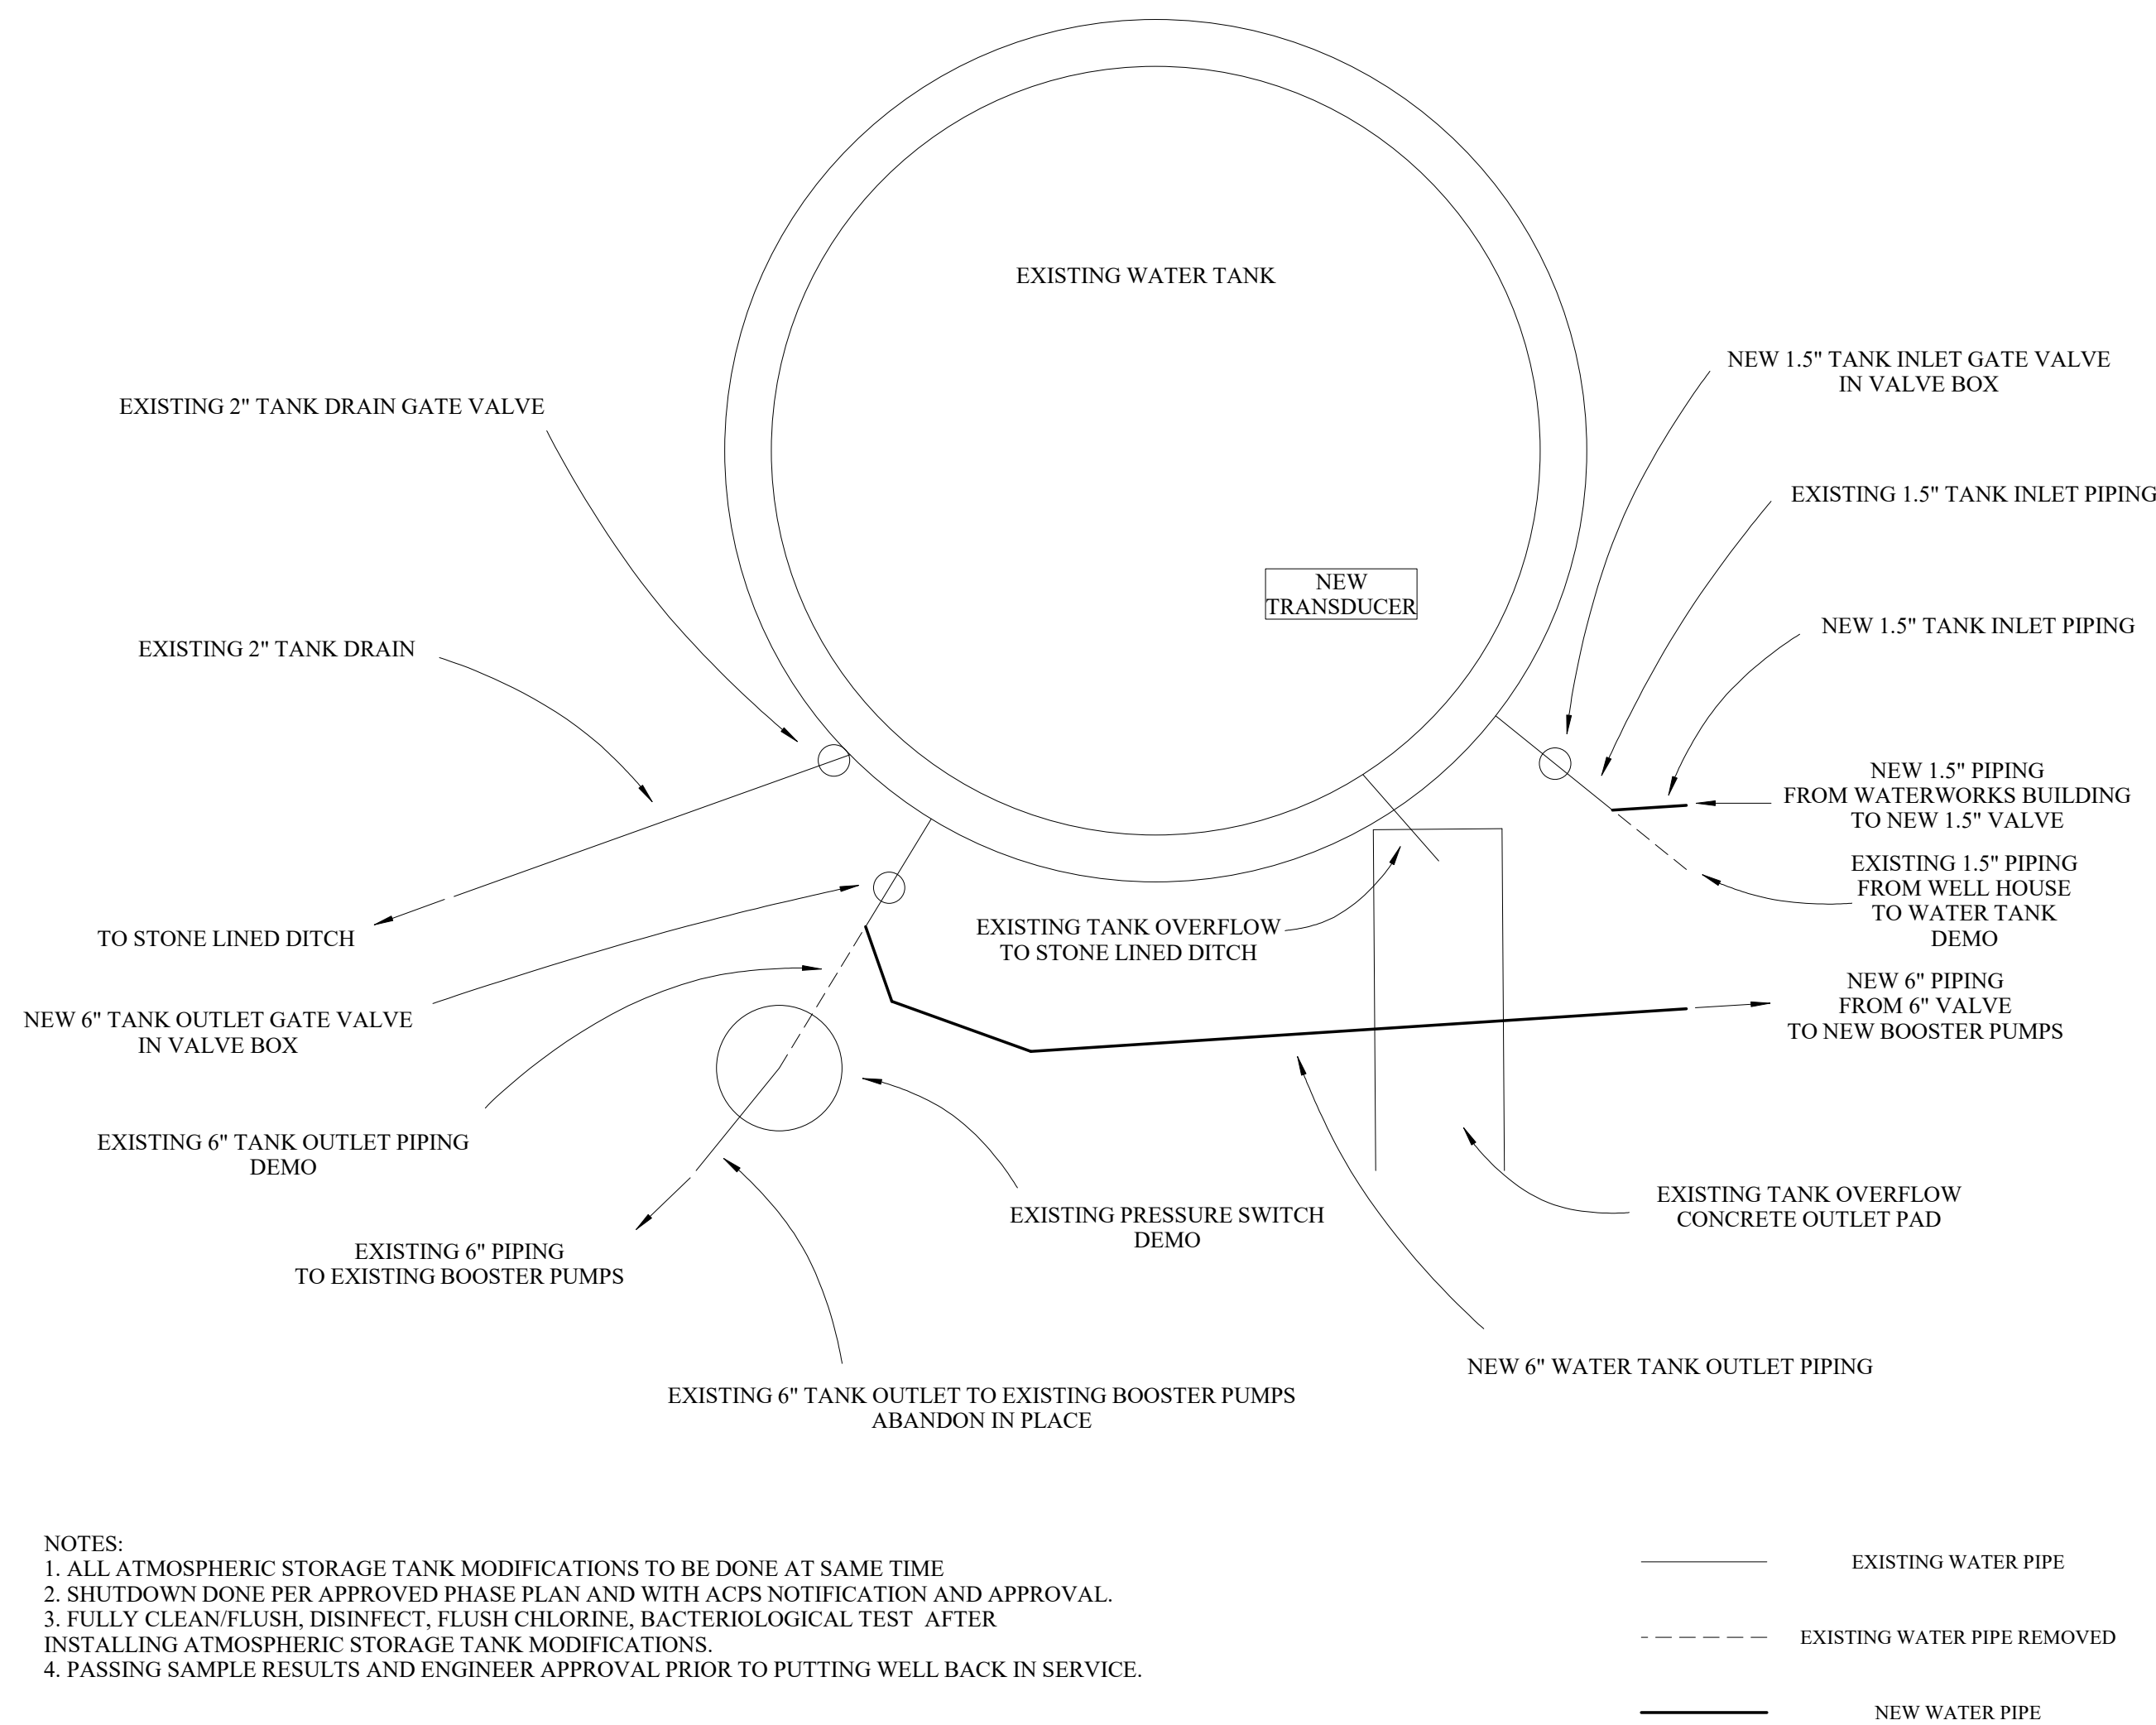 EXISTING WATER TANK
NEW 1.5" TANK INLET GATE VALVE
IN VALVE BOX
EXISTING 2" TANK DRAIN GATE VALVE
EXISTING 1.5" TANK INLET PIPING
NEW
TRANSDUCER
NEW 1.5" TANK INLET PIPING
EXISTING 2" TANK DRAIN
NEW 1.5" PIPING
FROM WATERWORKS BUILDING
TO NEW 1.5" VALVE
EXISTING 1.5" PIPING
FROM WELL HOUSE
TO WATER TANK
DEMO
TO STONE LINED DITCH
EXISTING TANK OVERFLOW
TO STONE LINED DITCH
NEW 6" PIPING
FROM 6" VALVE
TO NEW BOOSTER PUMPS
NEW 6" TANK OUTLET GATE VALVE
IN VALVE BOX
EXISTING 6" TANK OUTLET PIPING
DEMO
EXISTING PRESSURE SWITCH
DEMO
EXISTING TANK OVERFLOW
CONCRETE OUTLET PAD
EXISTING 6" PIPING
TO EXISTING BOOSTER PUMPS
NEW 6" WATER TANK OUTLET PIPING
EXISTING 6" TANK OUTLET TO EXISTING BOOSTER PUMPS
ABANDON IN PLACE
NOTES:
1. ALL ATMOSPHERIC STORAGE TANK MODIFICATIONS TO BE DONE AT SAME TIME
2. SHUTDOWN DONE PER APPROVED PHASE PLAN AND WITH ACPS NOTIFICATION AND APPROVAL.
3. FULLY CLEAN/FLUSH, DISINFECT, FLUSH CHLORINE, BACTERIOLOGICAL TEST AFTER
INSTALLING ATMOSPHERIC STORAGE TANK MODIFICATIONS.
4. PASSING SAMPLE RESULTS AND ENGINEER APPROVAL PRIOR TO PUTTING WELL BACK IN SERVICE.
EXISTING WATER PIPE
EXISTING WATER PIPE REMOVED
NEW WATER PIPE